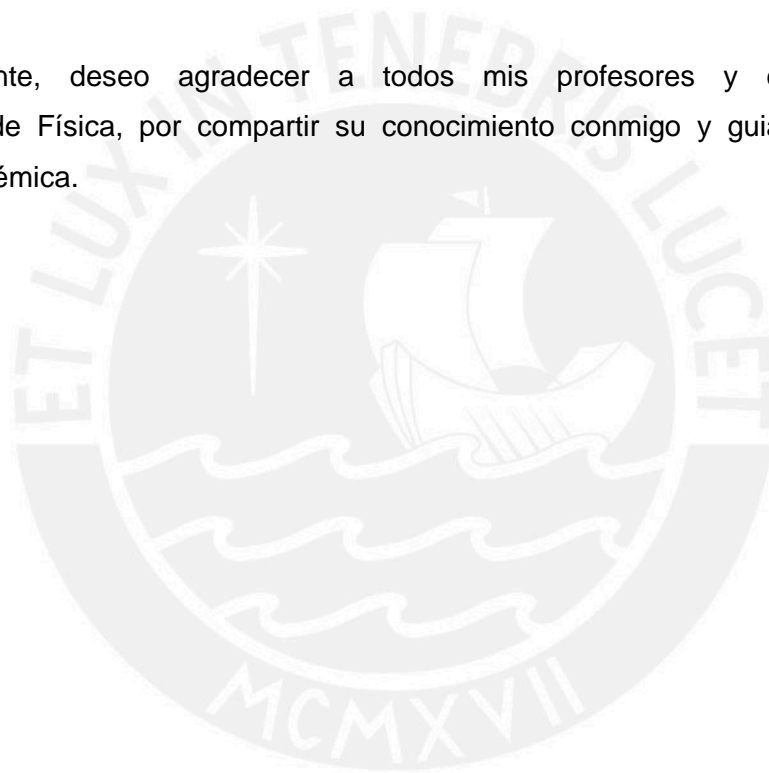 nte, deseo agradecer a todos mis profesores y
de Física, por compartir su conocimiento conmigo y guia
émica.
ET LUX IN TENEBRIS LUCET
MCMXVII